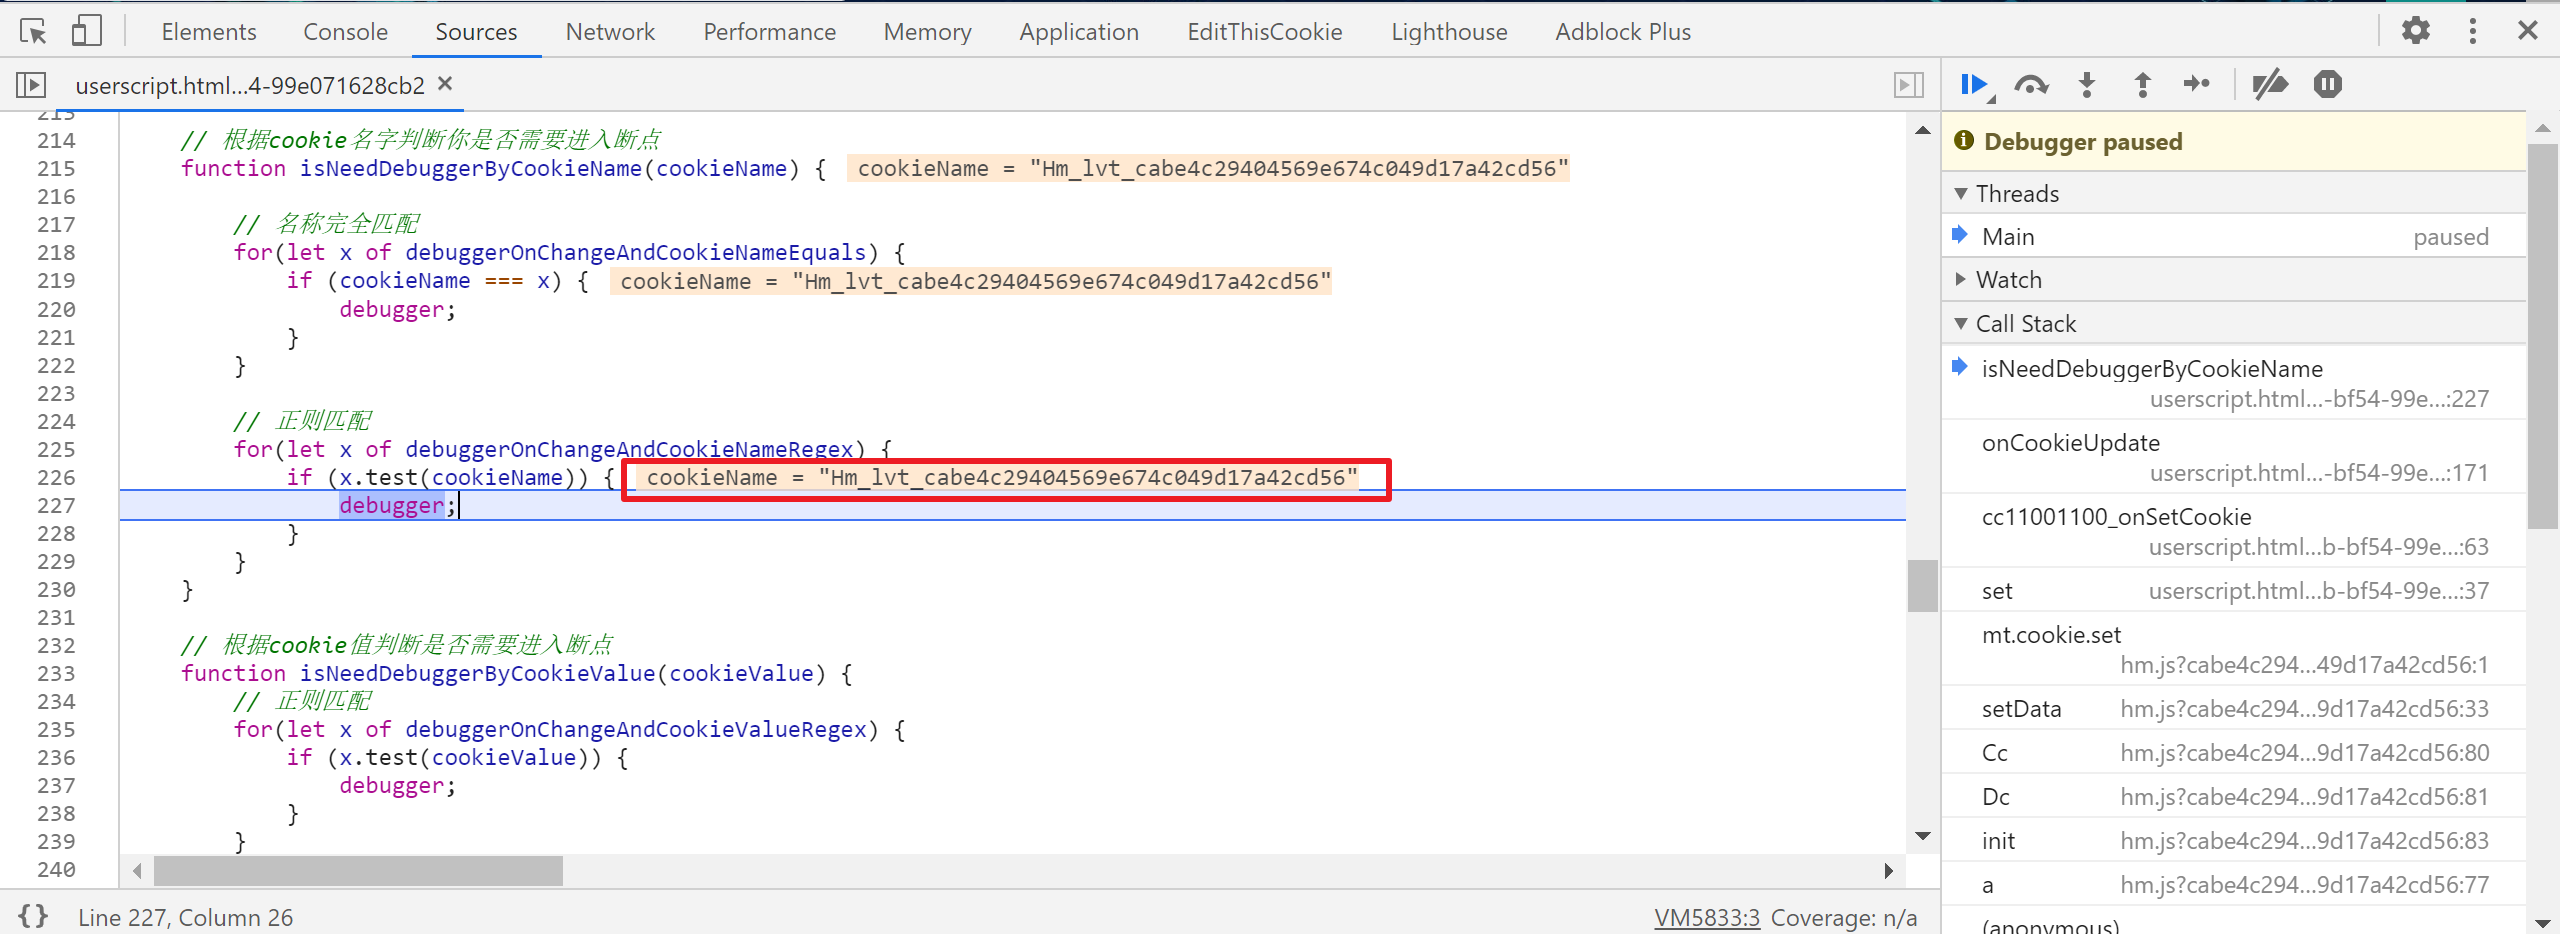 Elements Console Sources Network Performance Memory Application EditThisCookie Lighthouse Adblock Plus
userscript.html...4-99e071628cb2 ×
213
214 // 根据cookie名字判断你是否需要进入断点
215 function isNeedDebuggerByCookieName(cookieName) { cookieName = "Hm_lvt_cabe4c29404569e674c049d17a42cd56"
216
217 // 名称完全匹配
218 for(let x of debuggerOnChangeAndCookieNameEquals) {
219 if (cookieName === x) { cookieName = "Hm_lvt_cabe4c29404569e674c049d17a42cd56"
220 debugger;
221 }
222 }
223
224 // 正则匹配
225 for(let x of debuggerOnChangeAndCookieNameRegex) {
226 if (x.test(cookieName)) { cookieName = "Hm_lvt_cabe4c29404569e674c049d17a42cd56"
227 debugger;
228 }
229 }
230 }
231
232 // 根据cookie值判断是否需要进入断点
233 function isNeedDebuggerByCookieValue(cookieValue) {
234 // 正则匹配
235 for(let x of debuggerOnChangeAndCookieValueRegex) {
236 if (x.test(cookieValue)) {
237 debugger;
238 }
239 }
240
{} Line 227, Column 26 VM5833:3 Coverage: n/a
Debugger paused
Threads
Main paused
Watch
Call Stack
isNeedDebuggerByCookieName
userscript.html...-bf54-99e...:227
onCookieUpdate
userscript.html...-bf54-99e...:171
cc11001100_onSetCookie
userscript.html...b-bf54-99e...:63
set userscript.html...b-bf54-99e...:37
mt.cookie.set
hm.js?cabe4c294...49d17a42cd56:1
setData hm.js?cabe4c294...9d17a42cd56:33
Cc hm.js?cabe4c294...9d17a42cd56:80
Dc hm.js?cabe4c294...9d17a42cd56:81
init hm.js?cabe4c294...9d17a42cd56:83
a hm.js?cabe4c294...9d17a42cd56:77
(anonymous)